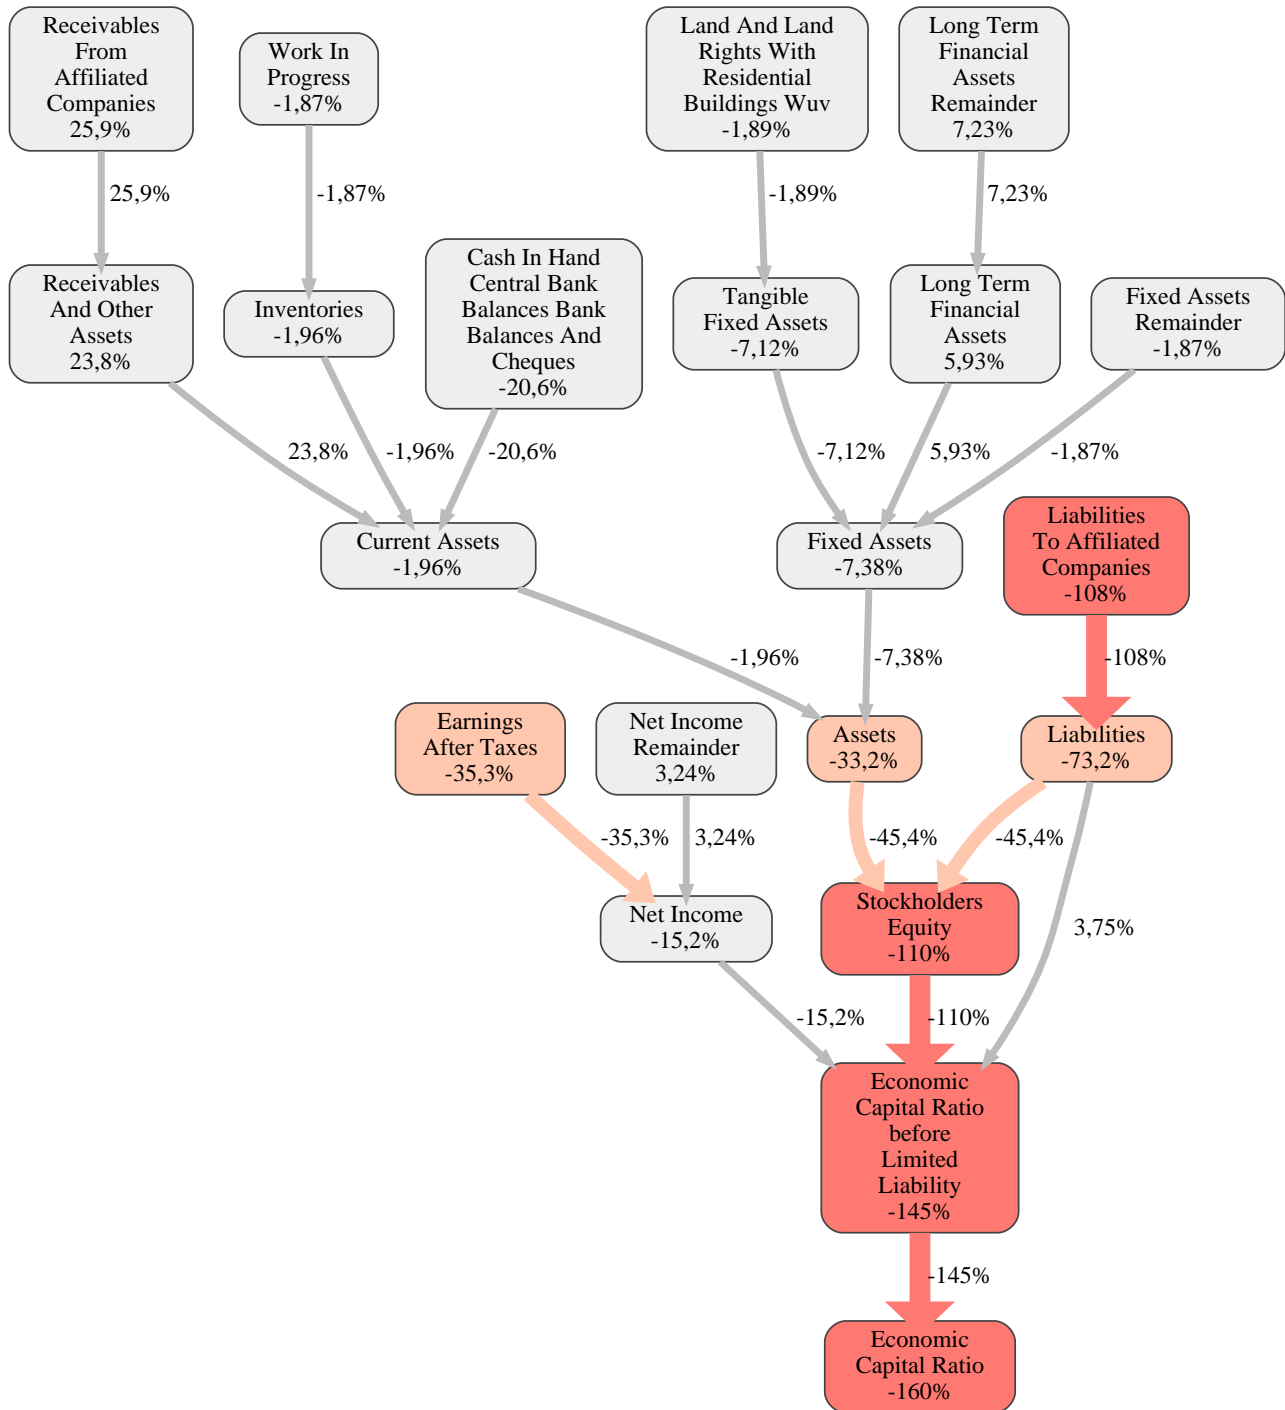 Receivables
From
Affiliated
Companies
25,9%
Work In
Progress
-1,87%
Land And Land
Rights With
Residential
Buildings Wuv
-1,89%
Long Term
Financial
Assets
Remainder
7,23%
25,9%
-1,87%
-1,89%
7,23%
Receivables
And Other
Assets
23,8%
Inventories
-1,96%
Cash In Hand
Central Bank
Balances Bank
Balances And
Cheques
-20,6%
Tangible
Fixed Assets
-7,12%
Long Term
Financial
Assets
5,93%
Fixed Assets
Remainder
-1,87%
23,8%
-1,96%
-20,6%
-7,12%
5,93%
-1,87%
Current Assets
-1,96%
Fixed Assets
-7,38%
Liabilities
To Affiliated
Companies
-108%
-1,96%
-7,38%
-108%
Earnings
After Taxes
-35,3%
Net Income
Remainder
3,24%
Assets
-33,2%
Liabilities
-73,2%
-35,3%
3,24%
-45,4%
-45,4%
3,75%
Net Income
-15,2%
Stockholders
Equity
-110%
-15,2%
-110%
Economic
Capital Ratio
before
Limited
Liability
-145%
-145%
Economic
Capital Ratio
-160%